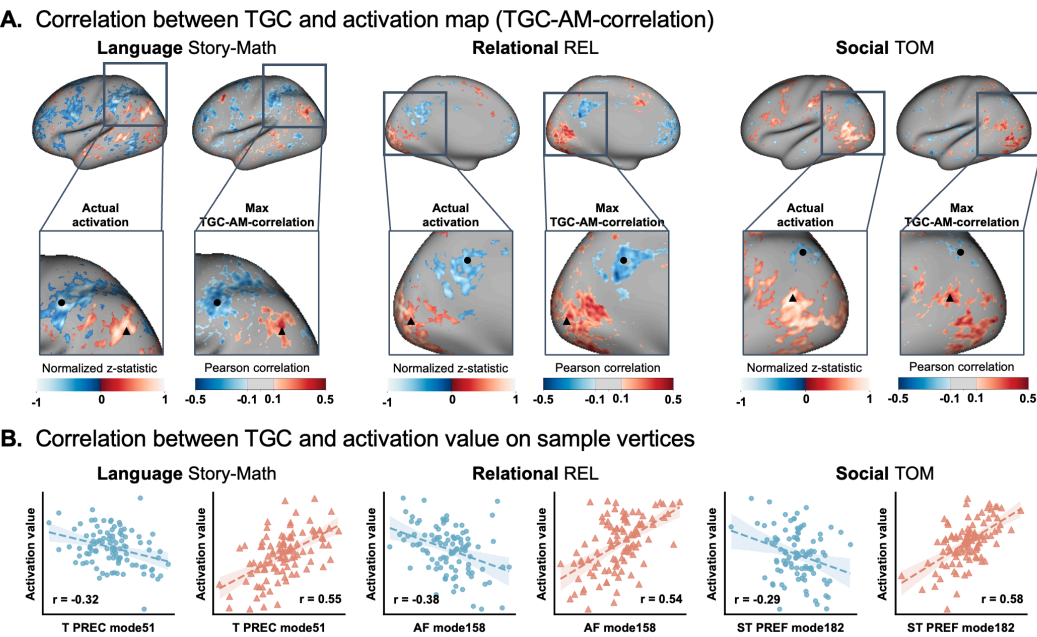 A. Correlation between TGC and activation map (TGC-AM-correlation)
Language Story-Math
Relational REL
Social TOM
Actual activation
Max TGC-AM-correlation
Actual activation
Max TGC-AM-correlation
Actual activation
Max TGC-AM-correlation
Normalized z-statistic
Pearson correlation
Normalized z-statistic
Pearson correlation
Normalized z-statistic
Pearson correlation
-1 0 1
-0.5 -0.1 0.1 0.5
-1 0 1
-0.5 -0.1 0.1 0.5
-1 0 1
-0.5 -0.1 0.1 0.5
B. Correlation between TGC and activation value on sample vertices
Language Story-Math
Relational REL
Social TOM
Activation value
r = -0.32
T PREC mode51
Activation value
r = 0.55
T PREC mode51
Activation value
r = -0.38
AF mode158
Activation value
r = 0.54
AF mode158
Activation value
r = -0.29
ST PREF mode182
Activation value
r = 0.58
ST PREF mode182